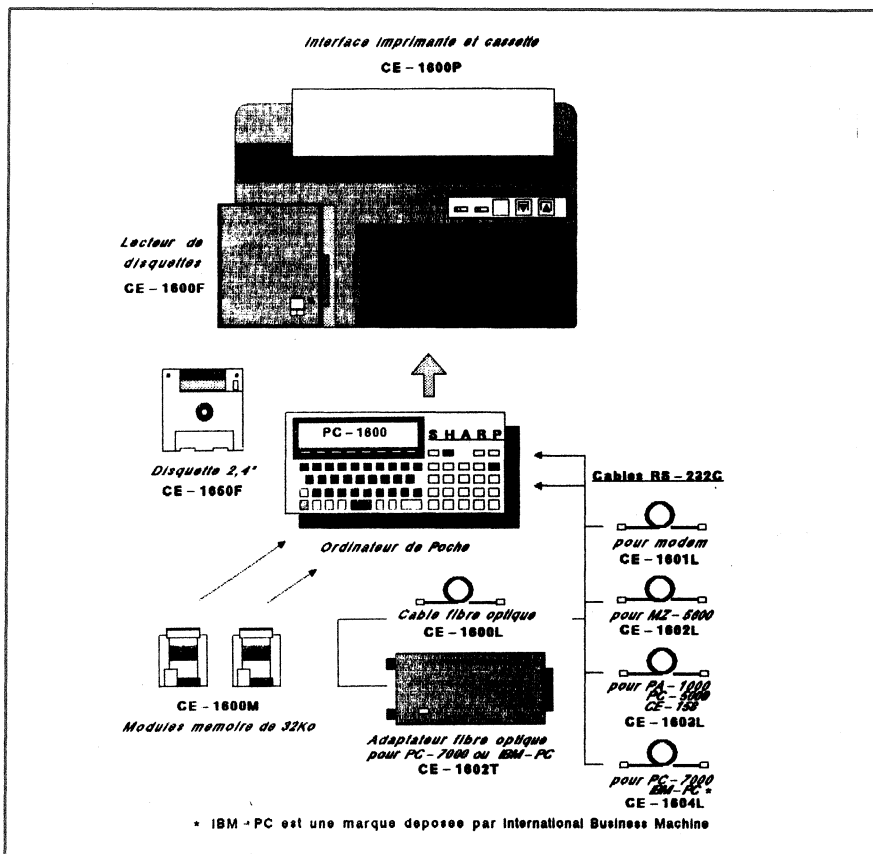 Interface imprimante et cassette
CE-1600P
Lecteur de
disquettes
CE-1600F
PC-1600
SHARP
Disquette 2,4"
CE-1650F
Ordinateur de Poche
Cables RS-232C
pour modem
CE-1601L
Cable fibre optique
CE-1600L
pour MZ-5600
CE-1602L
CE-1600M
Modules memoire de 32Ko
Adaptateur fibre optique
pour PC-7000 ou IBM-PC
CE-1602T
pour PA-1000
PC-5000
CE-158
CE-1603L
pour PC-7000
IBM-PC *
CE-1604L
* IBM-PC est une marque deposee par International Business Machine